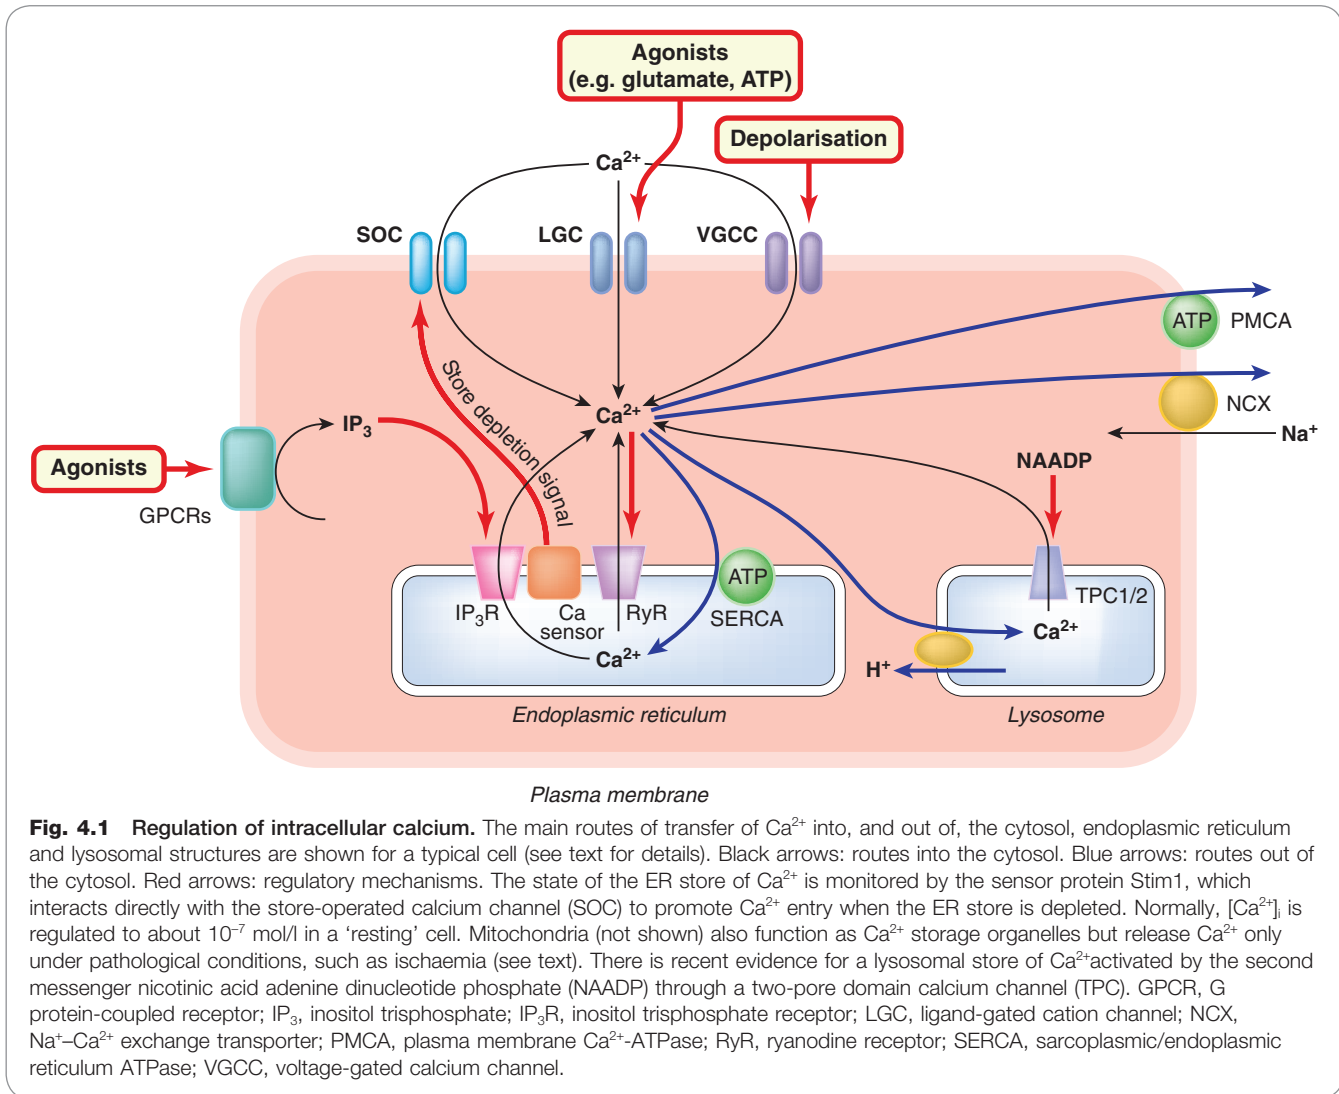 Agonists
(e.g. glutamate, ATP)
Depolarisation
Ca²⁺
SOC
LGC
VGCC
ATP
PMCA
Store depletion signal
Ca²⁺
NCX
IP₃
Na⁺
Agonists
NAADP
GPCRs
ATP
IP₃R
Ca
sensor
RyR
SERCA
TPC1/2
Ca²⁺
Ca²⁺
H⁺
Endoplasmic reticulum
Lysosome
Plasma membrane
Fig. 4.1 Regulation of intracellular calcium. The main routes of transfer of Ca²⁺ into, and out of, the cytosol, endoplasmic reticulum
and lysosomal structures are shown for a typical cell (see text for details). Black arrows: routes into the cytosol. Blue arrows: routes out of
the cytosol. Red arrows: regulatory mechanisms. The state of the ER store of Ca²⁺ is monitored by the sensor protein Stim1, which
interacts directly with the store-operated calcium channel (SOC) to promote Ca²⁺ entry when the ER store is depleted. Normally, [Ca²⁺]ᵢ is
regulated to about 10⁻⁷ mol/l in a ‘resting’ cell. Mitochondria (not shown) also function as Ca²⁺ storage organelles but release Ca²⁺ only
under pathological conditions, such as ischaemia (see text). There is recent evidence for a lysosomal store of Ca²⁺activated by the second
messenger nicotinic acid adenine dinucleotide phosphate (NAADP) through a two-pore domain calcium channel (TPC). GPCR, G
protein-coupled receptor; IP₃, inositol trisphosphate; IP₃R, inositol trisphosphate receptor; LGC, ligand-gated cation channel; NCX,
Na⁺–Ca²⁺ exchange transporter; PMCA, plasma membrane Ca²⁺-ATPase; RyR, ryanodine receptor; SERCA, sarcoplasmic/endoplasmic
reticulum ATPase; VGCC, voltage-gated calcium channel.